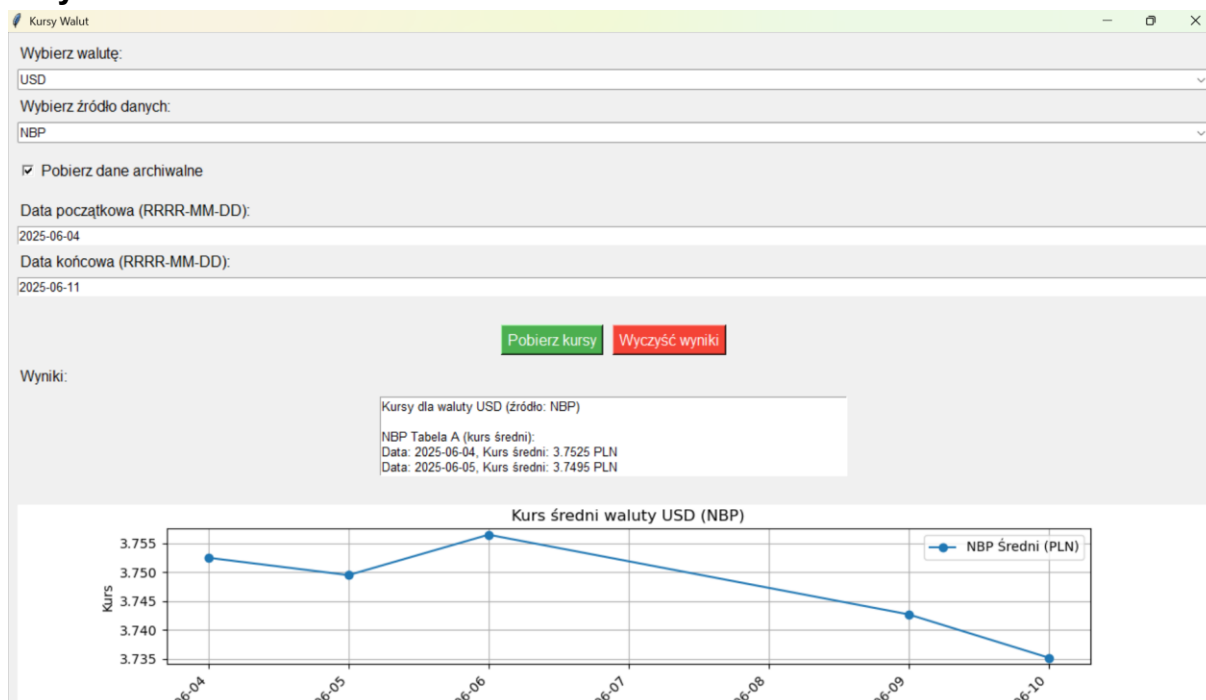 Kursy Walut
Wybierz walutę:
USD
Wybierz źródło danych:
NBP
Pobierz dane archiwalne
Data początkowa (RRRR-MM-DD):
2025-06-04
Data końcowa (RRRR-MM-DD):
2025-06-11
Pobierz kursy Wyczyść wyniki
Wyniki:
Kursy dla waluty USD (źródło: NBP)
NBP Tabela A (kurs średni):
Data: 2025-06-04, Kurs średni: 3.7525 PLN
Data: 2025-06-05, Kurs średni: 3.7495 PLN
Kurs średni waluty USD (NBP)
NBP Średni (PLN)
Kurs
3.755
3.750
3.745
3.740
3.735
06-04 06-05 06-06 06-07 06-08 06-09 06-10